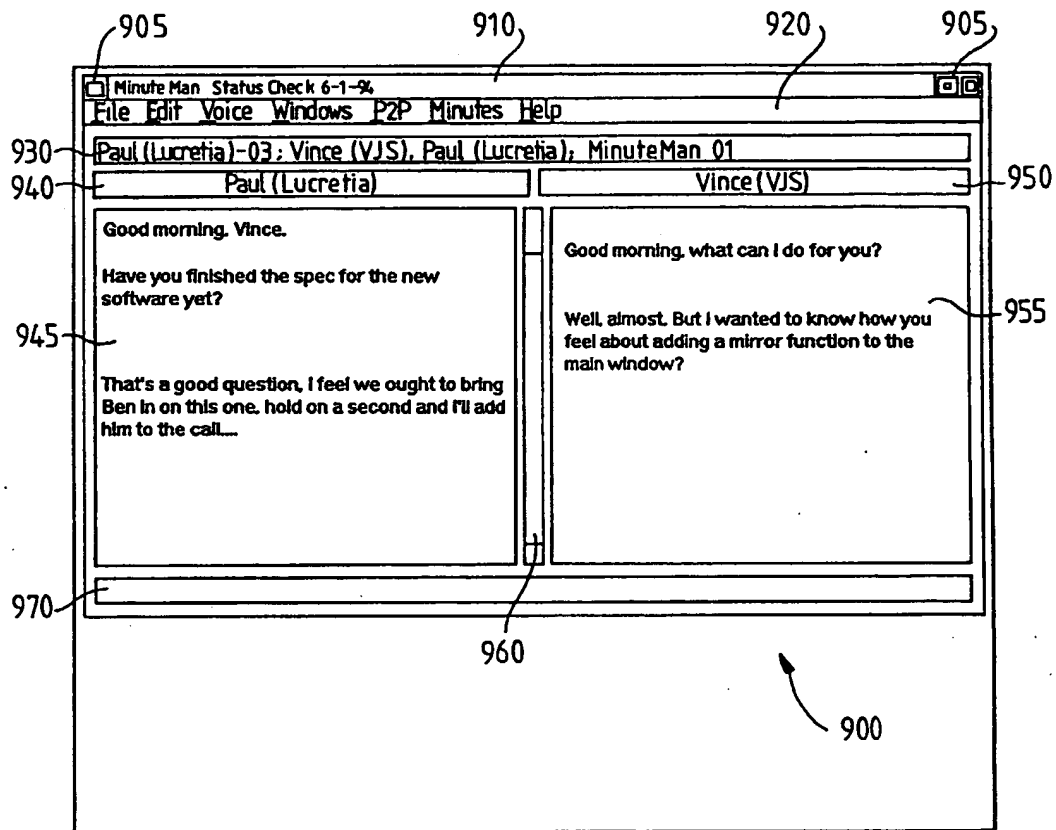 905 910 920 905
Minute Man Status Check 6-1-94
File Edit Voice Windows P2P Minutes Help
930 Paul (Lucretia)-03; Vince (VJS), Paul (Lucretia); MinuteMan 01
940 Paul (Lucretia) Vince (VJS) 950
Good morning, Vince.
Have you finished the spec for the new
software yet?
945
That's a good question, I feel we ought to bring
Ben in on this one, hold on a second and I'll add
him to the call....
Good morning, what can I do for you?
955
Well, almost. But I wanted to know how you
feel about adding a mirror function to the
main window?
970
960
900